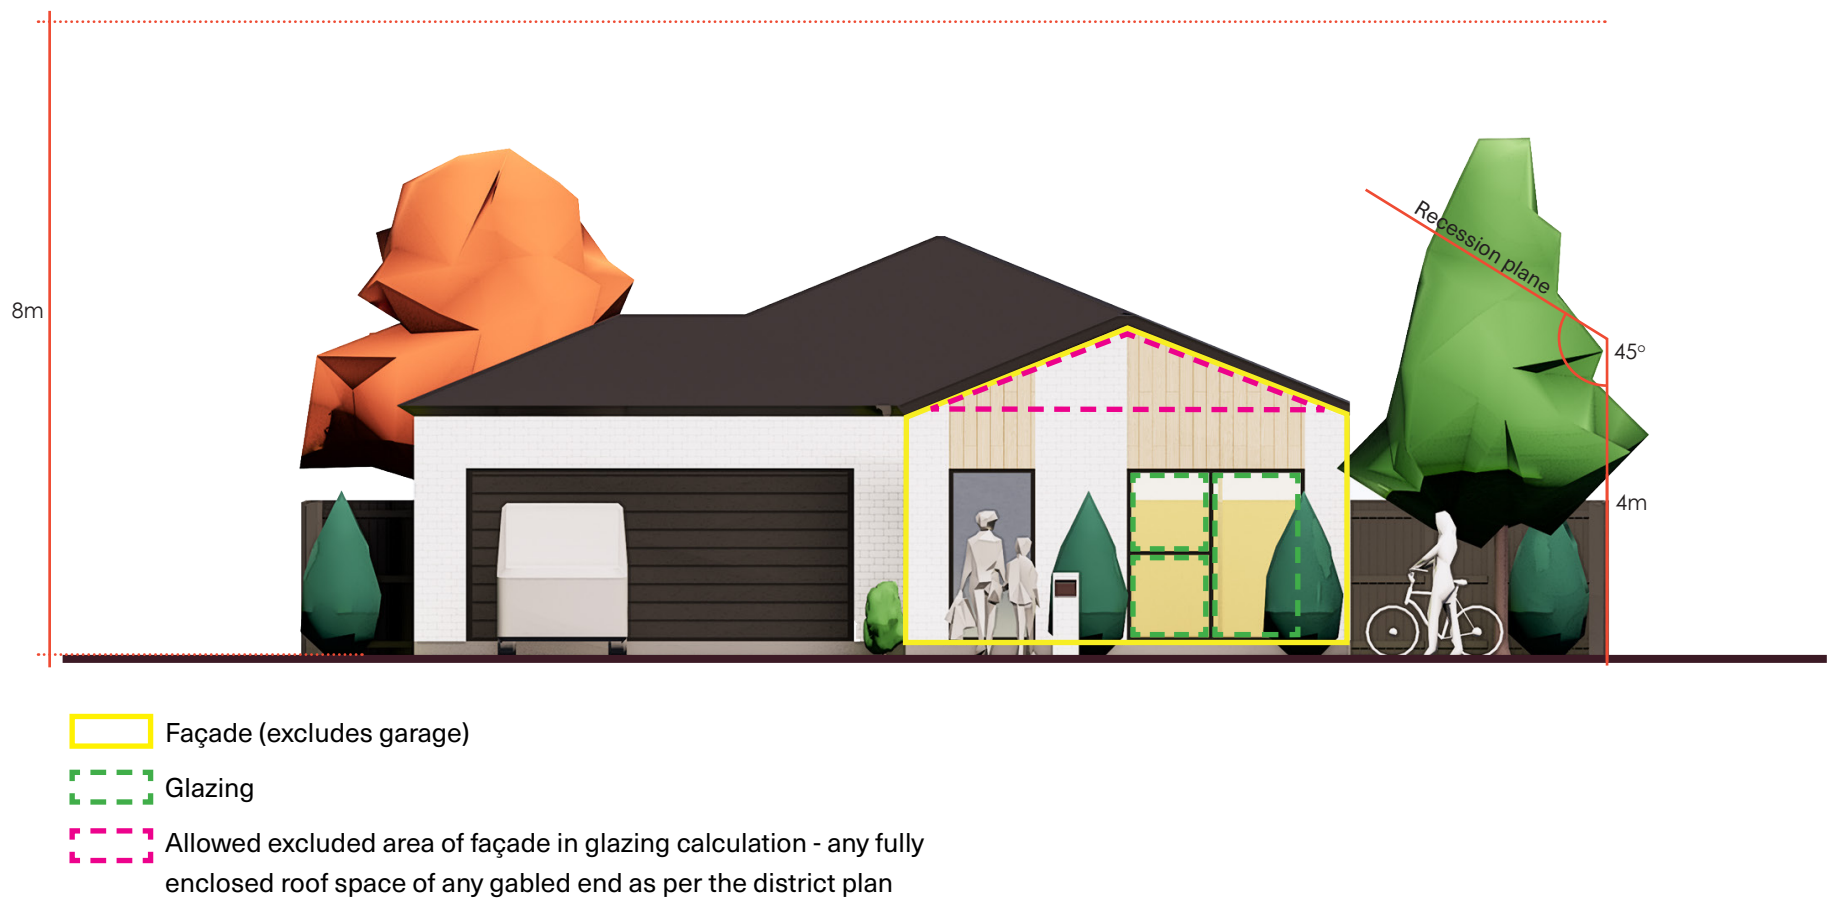 8m
Recession plane
45°
4m
Façade (excludes garage)
Glazing
Allowed excluded area of façade in glazing calculation - any fully
enclosed roof space of any gabled end as per the district plan